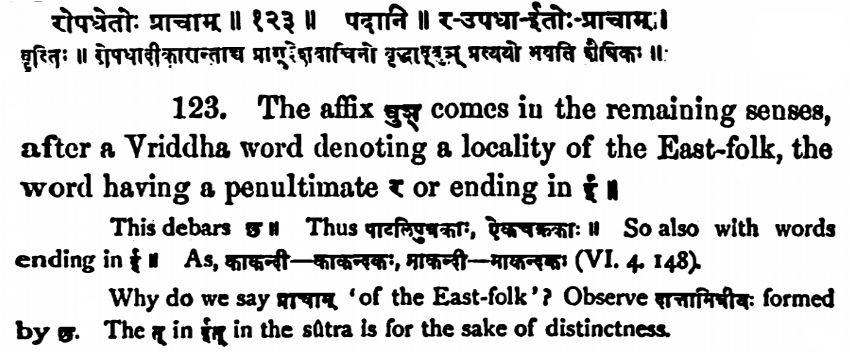 रोपधेतोः प्राचाम् ॥ १२३ ॥ पदानि ॥ र-उपधा-ईतोः-प्राचाम् ।
वृत्तिः ॥ रोपधादीकारान्ताच्च प्राग्देशवाचिनो वृद्धाद्वुञ् प्रत्ययो भवति शैषिकः ॥
123. The affix वुञ् comes in the remaining senses,
after a Vriddha word denoting a locality of the East-folk, the
word having a penultimate र or ending in ई ॥
This debars छ ॥ Thus पाटलिपुत्रकाः, ऐकचक्रकाः ॥ So also with words
ending in ई ॥ As, काकन्दी—काकन्दकः, माकन्दी—माकन्दकः (VI. 4. 148).
Why do we say प्राचाम् 'of the East-folk'? Observe दात्तामित्रीयः formed
by छ. The त् in ईत् in the sûtra is for the sake of distinctness.